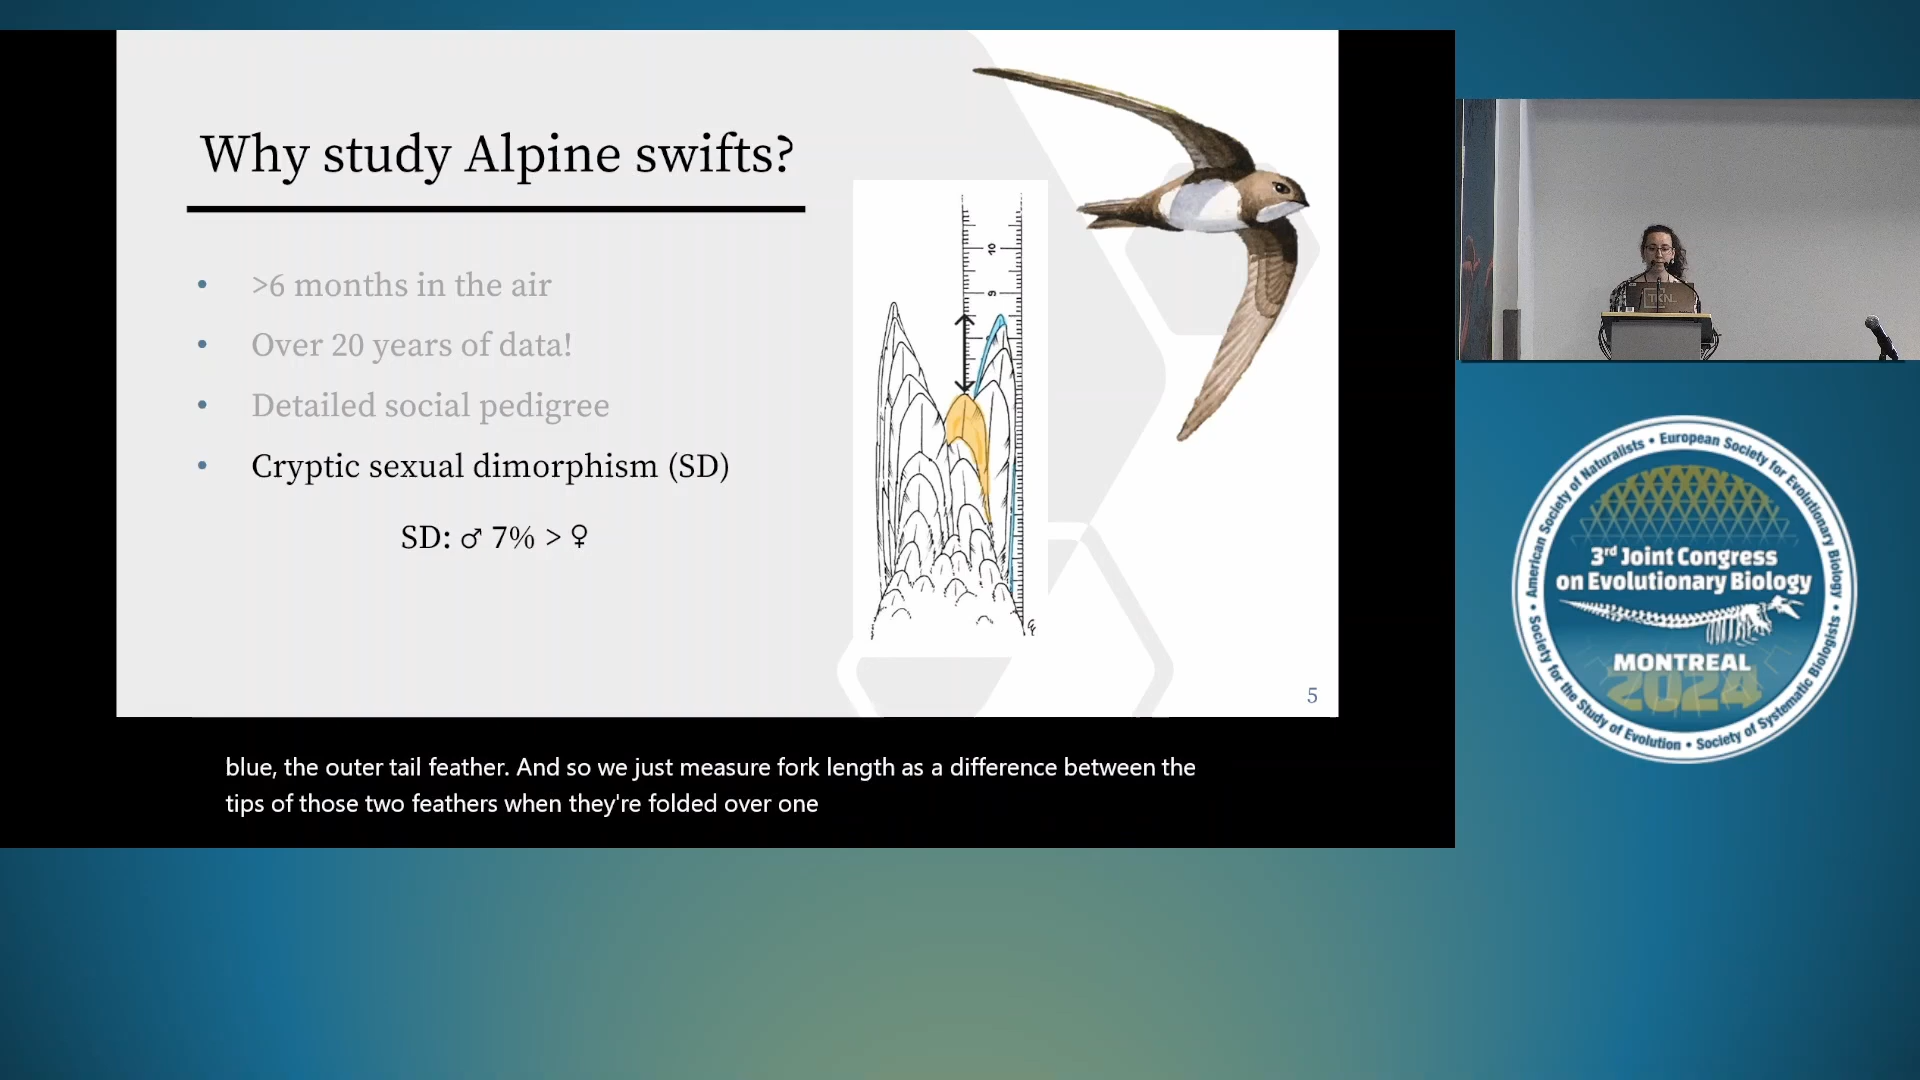 Why study Alpine swifts?
• >6 months in the air
• Over 20 years of data!
• Detailed social pedigree
• Cryptic sexual dimorphism (SD)
SD: ♂ 7% > ♀
10
9
5
blue, the outer tail feather. And so we just measure fork length as a difference between the
tips of those two feathers when they're folded over one
TKN.
American Society of Naturalists • European Society for Evolutionary Biology •
Society for the Study of Evolution • Society of Systematic Biologists •
3rd Joint Congress
on Evolutionary Biology
MONTREAL
2024